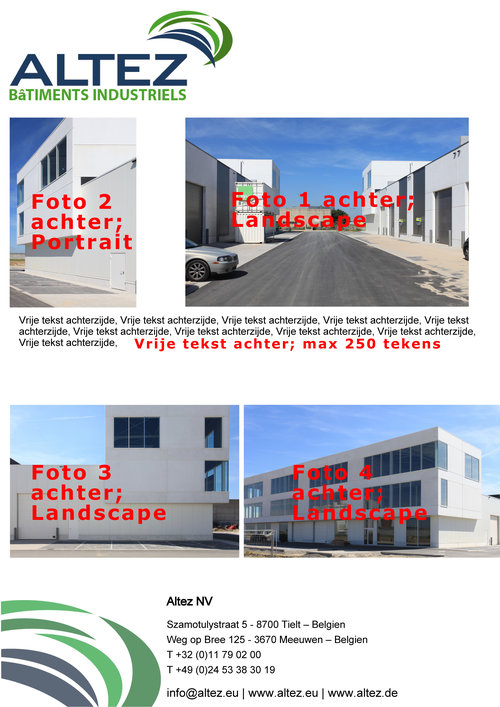 ALTEZ
BâTIMENTS INDUSTRIELS
Foto 2
achter;
Portrait
Foto 1 achter;
Landscape
Vrije tekst achterzijde, Vrije tekst achterzijde, Vrije tekst achterzijde, Vrije tekst achterzijde, Vrije tekst
achterzijde, Vrije tekst achterzijde, Vrije tekst achterzijde, Vrije tekst achterzijde, Vrije tekst achterzijde,
Vrije tekst achterzijde, Vrije tekst achter; max 250 tekens
Foto 3
achter;
Landscape
Foto 4
achter;
Landscape
Altez NV
Szamotulystraat 5 - 8700 Tielt – Belgien
Weg op Bree 125 - 3670 Meeuwen – Belgien
T +32 (0)11 79 02 00
T +49 (0)24 53 38 30 19
info@altez.eu | www.altez.eu | www.altez.de